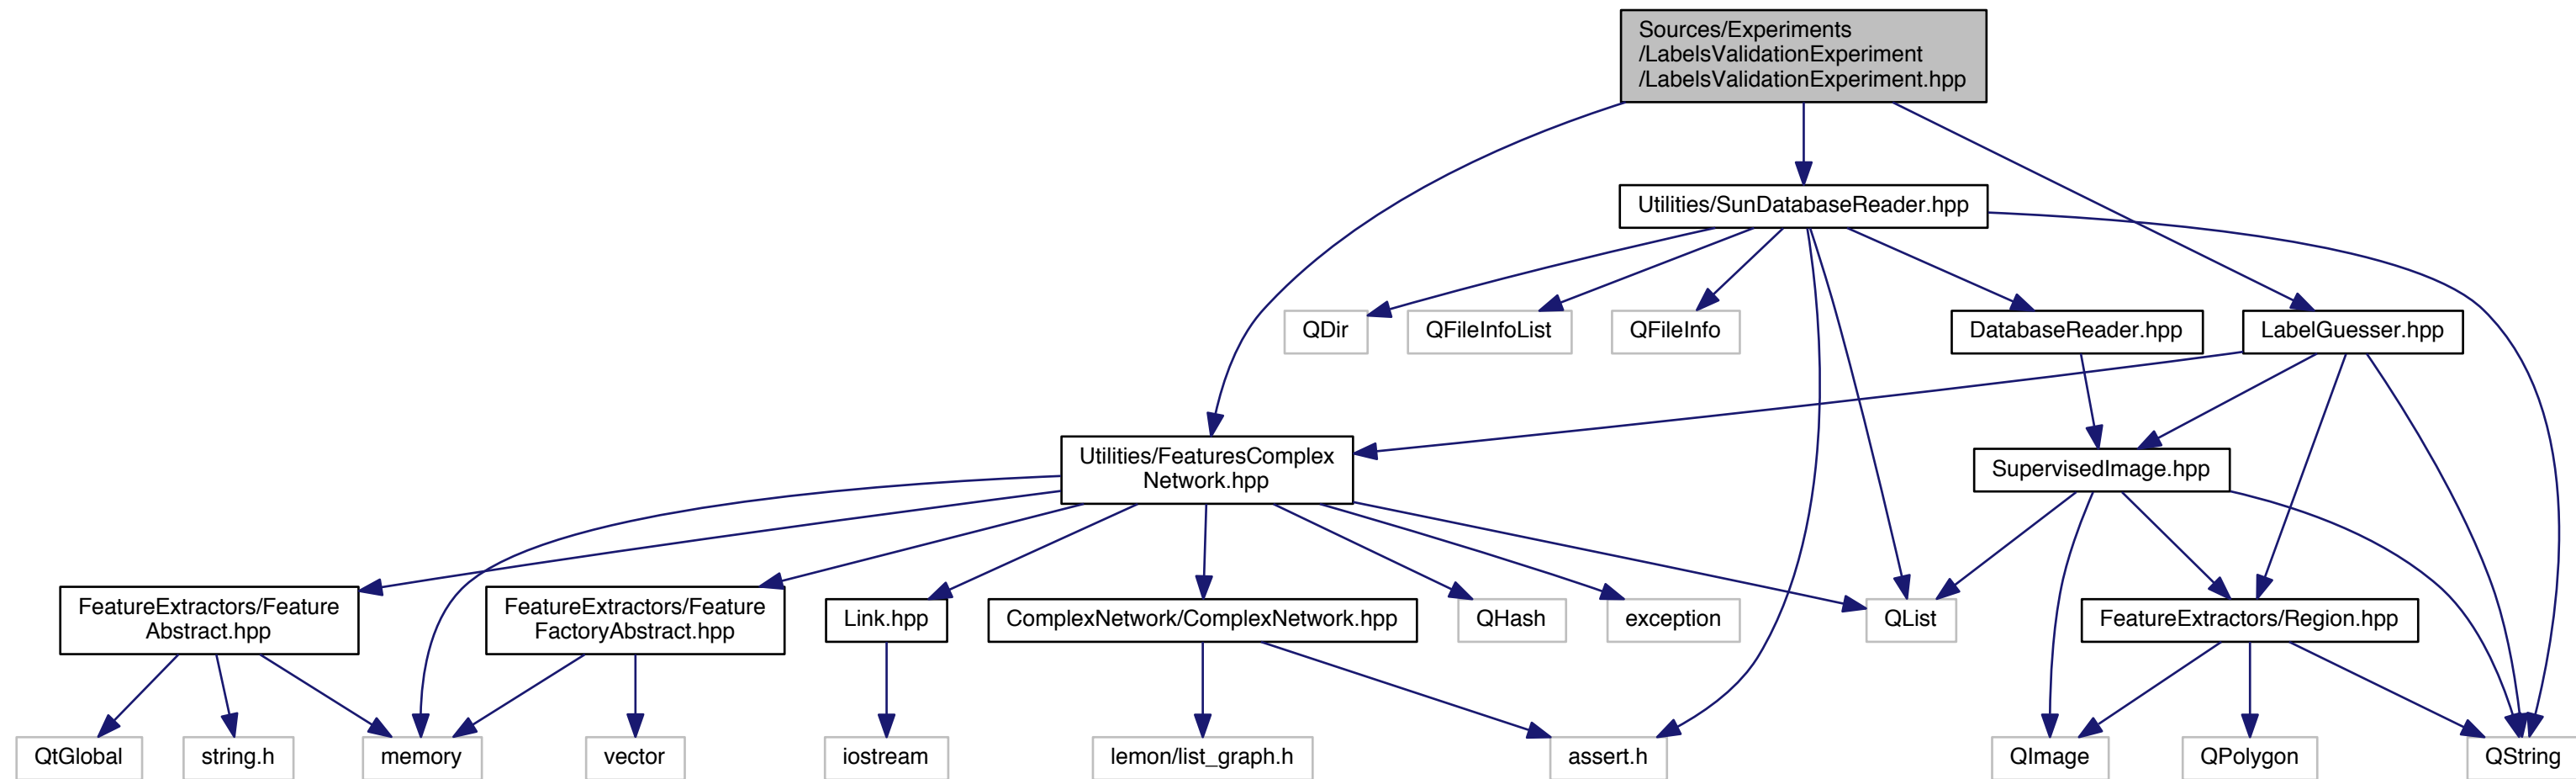 Sources/Experiments
/LabelsValidationExperiment
/LabelsValidationExperiment.hpp
Utilities/SunDatabaseReader.hpp
QDir
QFileInfoList
QFileInfo
DatabaseReader.hpp
LabelGuesser.hpp
Utilities/FeaturesComplex
Network.hpp
SupervisedImage.hpp
FeatureExtractors/Feature
Abstract.hpp
FeatureExtractors/Feature
FactoryAbstract.hpp
Link.hpp
ComplexNetwork/ComplexNetwork.hpp
QHash
exception
QList
FeatureExtractors/Region.hpp
QtGlobal
string.h
memory
vector
iostream
lemon/list_graph.h
assert.h
QImage
QPolygon
QString